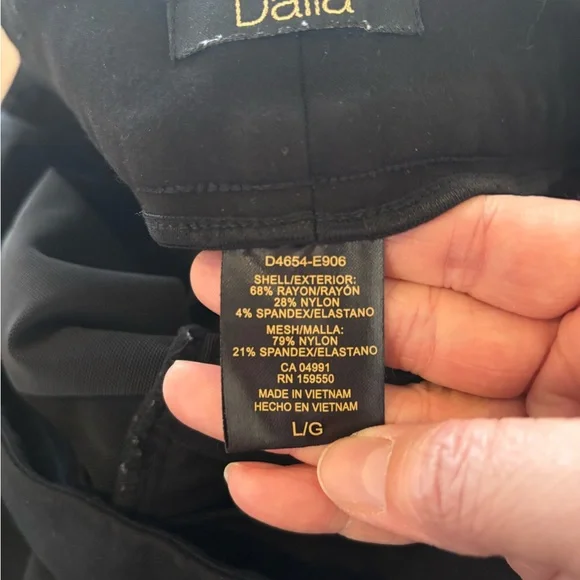 Dalia
D4654-E906
SHELL/EXTERIOR:
68% RAYON/RAYÓN
28% NYLON
4% SPANDEX/ELASTANO
MESH/MALLA:
79% NYLON
21% SPANDEX/ELASTANO
CA 04991
RN 159550
MADE IN VIETNAM
HECHO EN VIETNAM
L/G